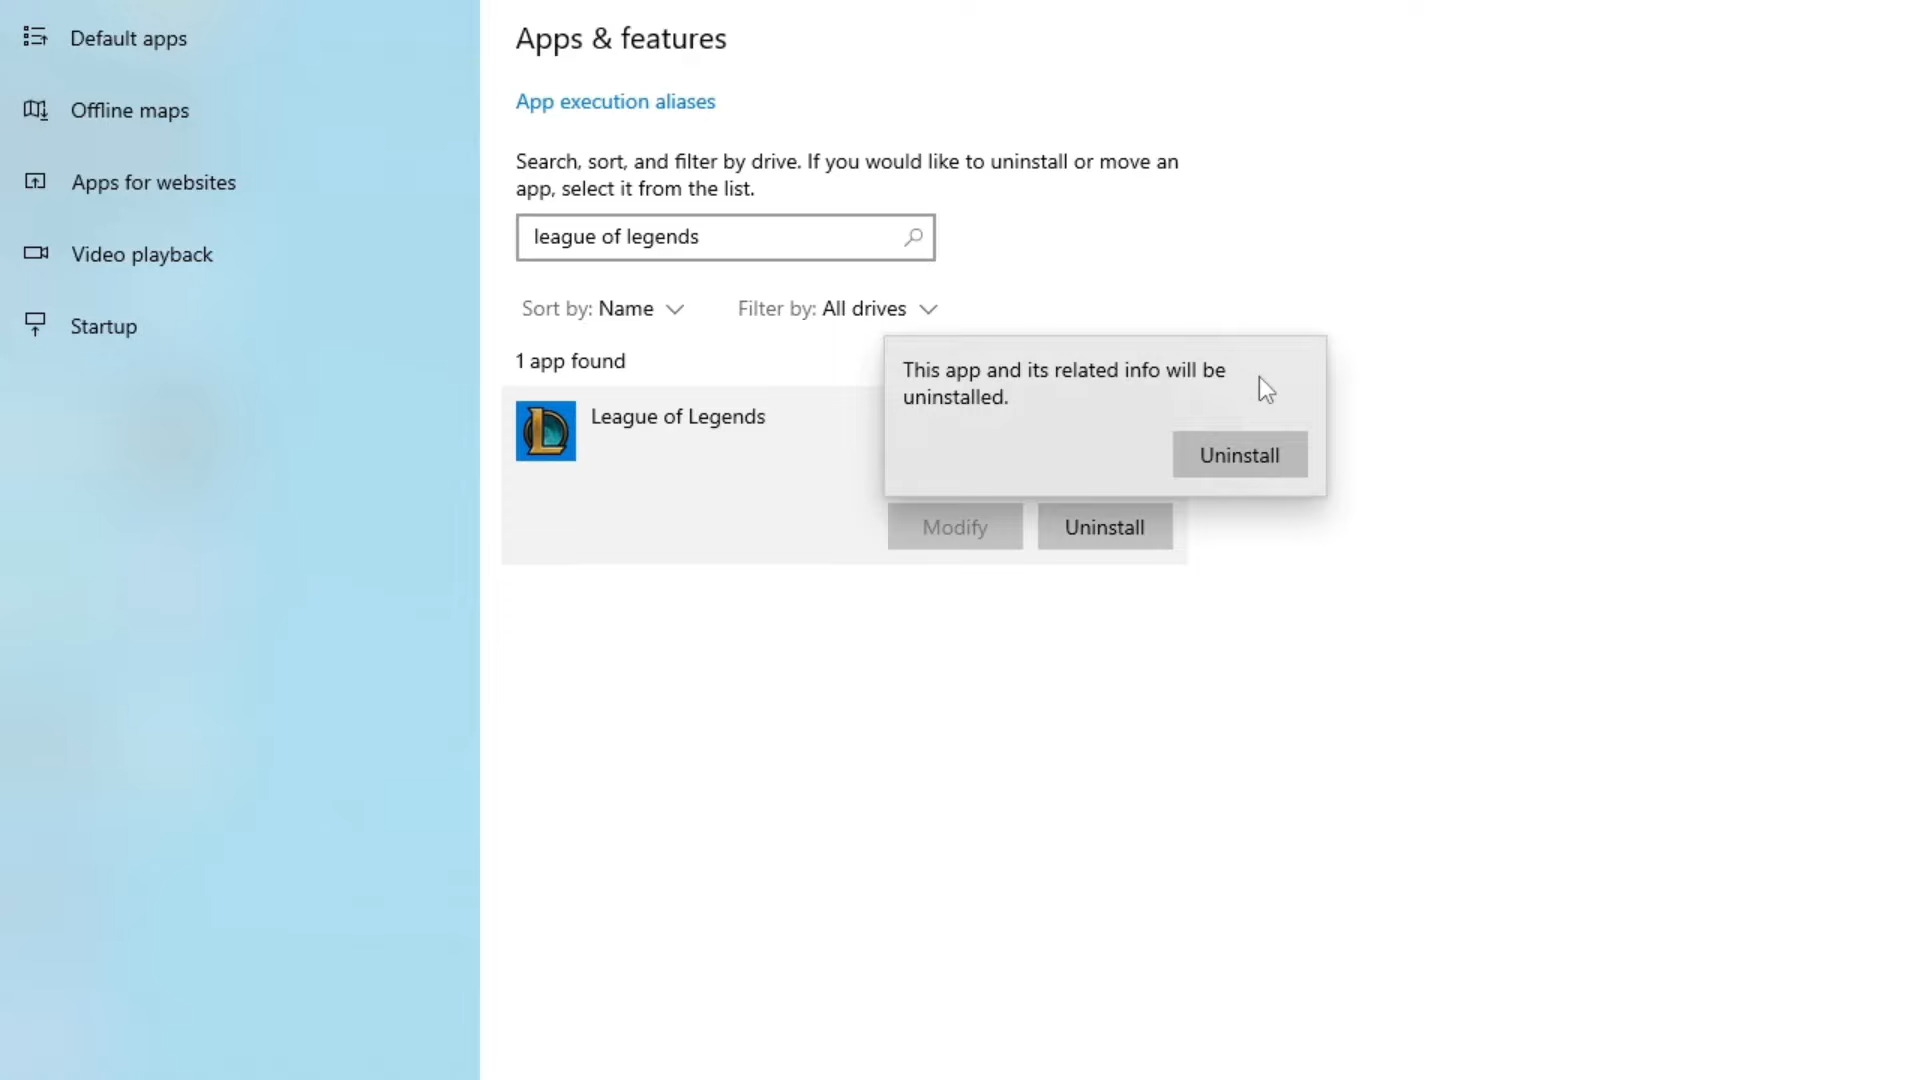 Default apps
Offline maps
Apps for websites
Video playback
Startup
Apps & features
App execution aliases
Search, sort, and filter by drive. If you would like to uninstall or move an
app, select it from the list.
league of legends
Sort by: Name
Filter by: All drives
1 app found
League of Legends
This app and its related info will be
uninstalled.
Uninstall
Modify
Uninstall